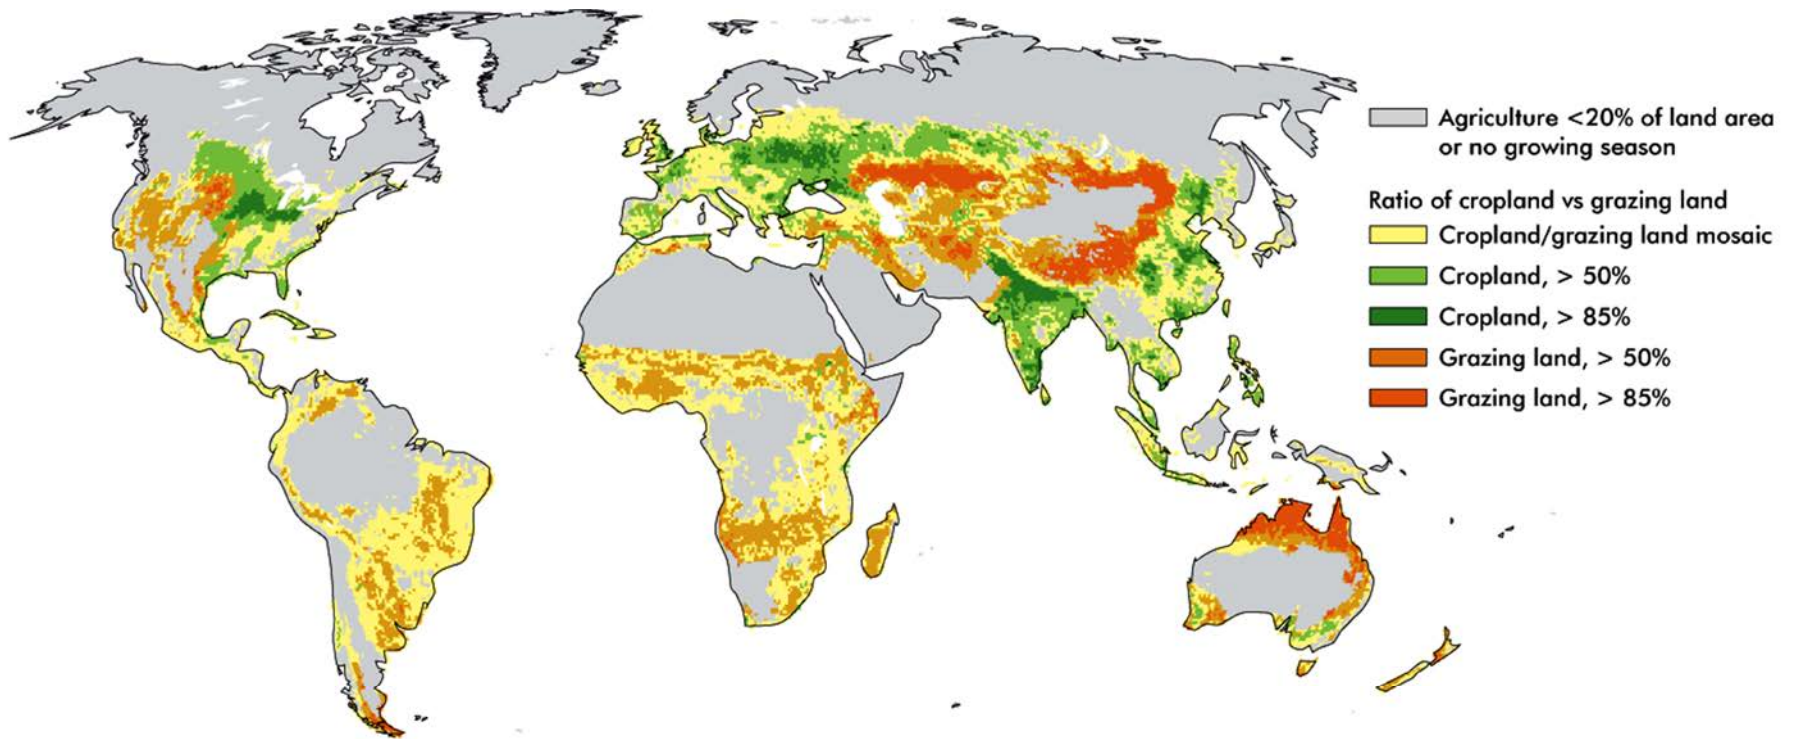 Agriculture <20% of land area
or no growing season
Ratio of cropland vs grazing land
Cropland/grazing land mosaic
Cropland, > 50%
Cropland, > 85%
Grazing land, > 50%
Grazing land, > 85%